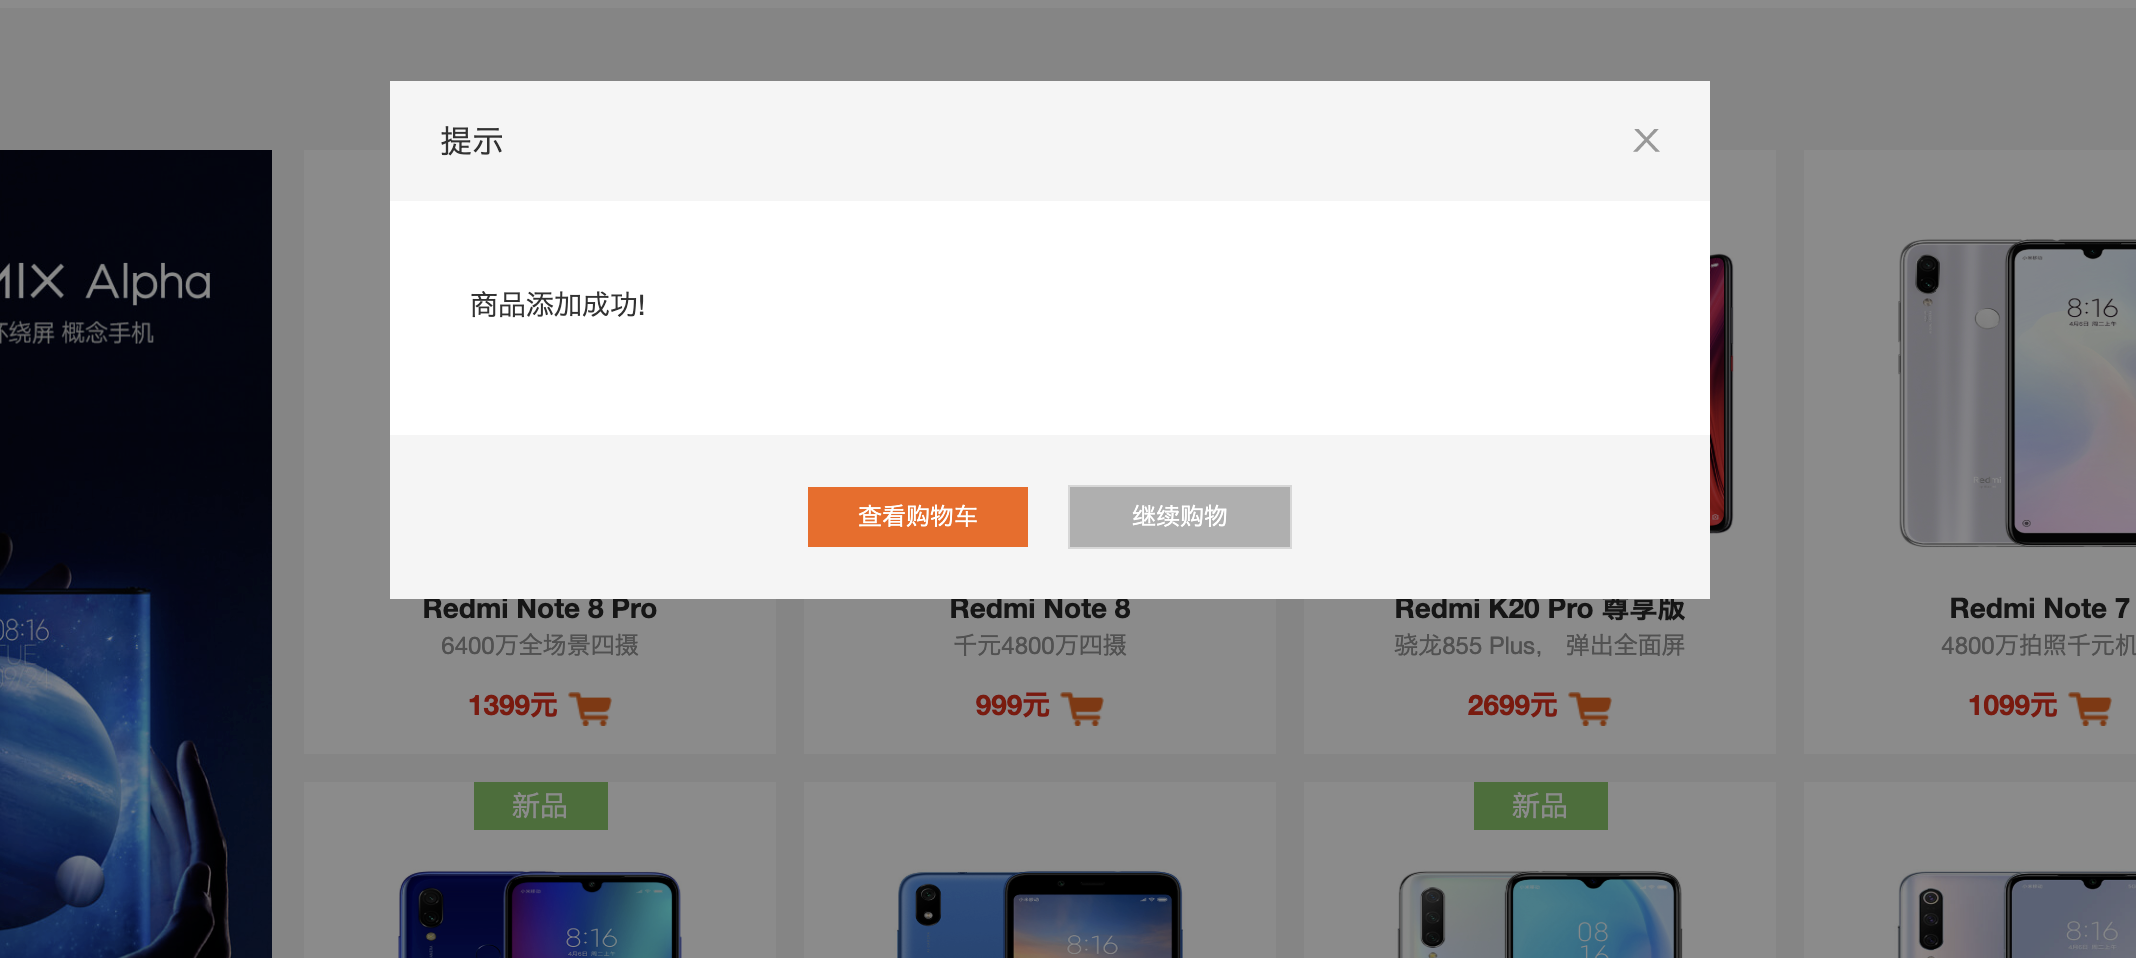 提示
商品添加成功!
查看购物车
继续购物
MIX Alpha
环绕屏 概念手机
08:16
TUE
8:16
Redmi
Redmi Note 8 Pro
6400万全场景四摄
1399元
Redmi Note 8
千元4800万四摄
999元
Redmi K20 Pro 尊享版
骁龙855 Plus， 弹出全面屏
2699元
Redmi Note 7
4800万拍照千元机
1099元
新品
新品
8:16
8:16
08
16
8:16